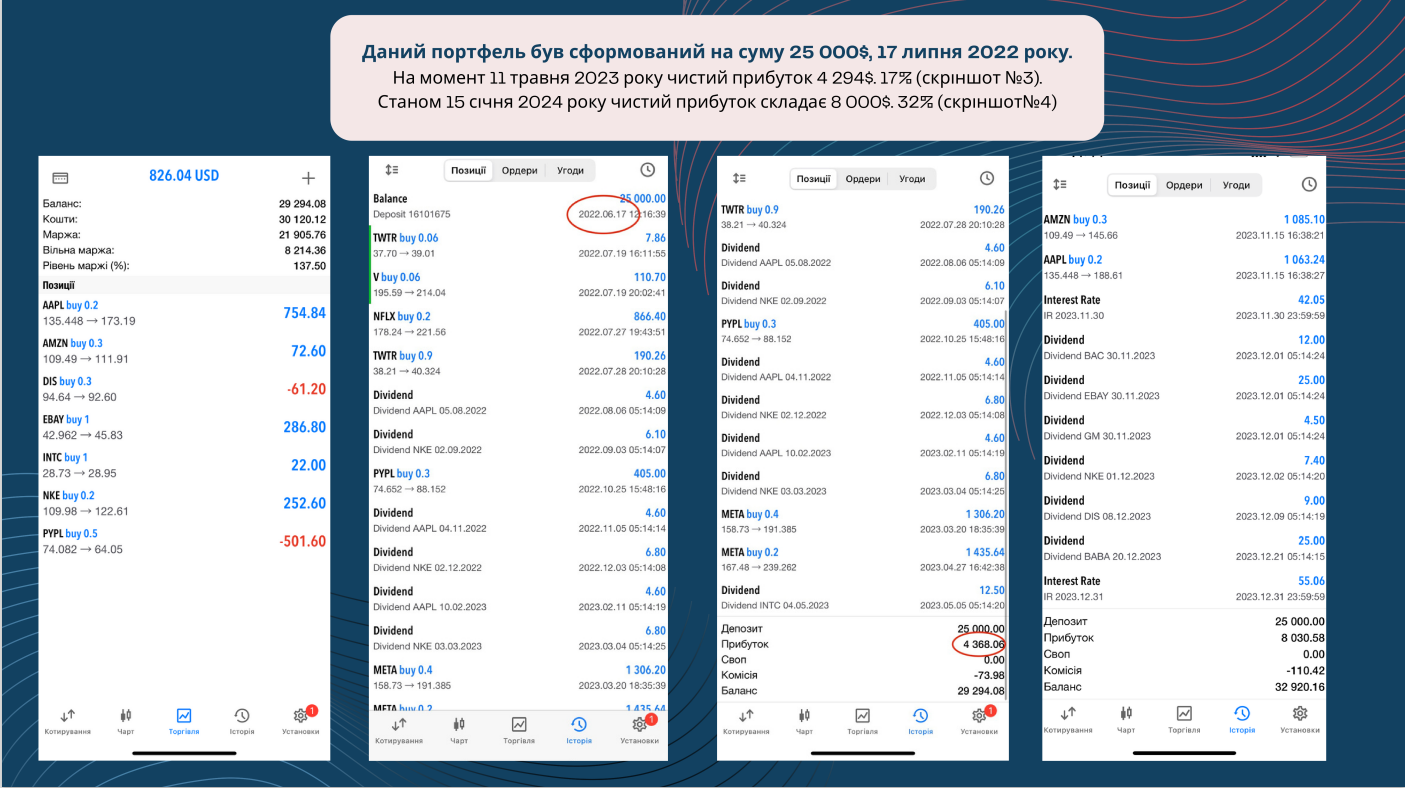 Даний портфель був сформований на суму 25 000$, 17 липня 2022 року.
На момент 11 травня 2023 року чистий прибуток 4 294$. 17% (скріншот №3).
Станом 15 січня 2024 року чистий прибуток складає 8 000$. 32% (скріншот№4)
826.04 USD
Баланс: 29 294.08
Кошти: 30 120.12
Маржа: 21 905.76
Вільна маржа: 8 214.36
Рівень маржі (%): 137.50
Позиції
AAPL buy 0.2 754.84
135.448 → 173.19
AMZN buy 0.3 72.60
109.49 → 111.91
DIS buy 0.3 -61.20
94.64 → 92.60
EBAY buy 1 286.80
42.962 → 45.83
INTC buy 1 22.00
28.73 → 28.95
NKE buy 0.2 252.60
109.98 → 122.61
PYPL buy 0.5 -501.60
74.082 → 64.05
1
Котирування Чарт Торгівля Історія Установки
Позиції Ордери Угоди
Balance 25 000.00
Deposit 16101675 2022.06.17 12:16:39
TWTR buy 0.06 7.86
37.70 → 39.01 2022.07.19 16:11:55
V buy 0.06 110.70
195.59 → 214.04 2022.07.19 20:02:41
NFLX buy 0.2 866.40
178.24 → 221.56 2022.07.27 19:43:51
TWTR buy 0.9 190.26
38.21 → 40.324 2022.07.28 20:10:28
Dividend 4.60
Dividend AAPL 05.08.2022 2022.08.06 05:14:09
Dividend 6.10
Dividend NKE 02.09.2022 2022.09.03 05:14:07
PYPL buy 0.3 405.00
74.652 → 88.152 2022.10.25 15:48:16
Dividend 4.60
Dividend AAPL 04.11.2022 2022.11.05 05:14:14
Dividend 6.80
Dividend NKE 02.12.2022 2022.12.03 05:14:08
Dividend 4.60
Dividend AAPL 10.02.2023 2023.02.11 05:14:19
Dividend 6.80
Dividend NKE 03.03.2023 2023.03.04 05:14:25
META buy 0.4 1 306.20
158.73 → 191.385 2023.03.20 18:35:39
META buy 0.2 1 435.64
1
Котирування Чарт Торгівля Історія Установки
Позиції Ордери Угоди
TWTR buy 0.9 190.26
38.21 → 40.324 2022.07.28 20:10:28
Dividend 4.60
Dividend AAPL 05.08.2022 2022.08.06 05:14:09
Dividend 6.10
Dividend NKE 02.09.2022 2022.09.03 05:14:07
PYPL buy 0.3 405.00
74.652 → 88.152 2022.10.25 15:48:16
Dividend 4.60
Dividend AAPL 04.11.2022 2022.11.05 05:14:14
Dividend 6.80
Dividend NKE 02.12.2022 2022.12.03 05:14:08
Dividend 4.60
Dividend AAPL 10.02.2023 2023.02.11 05:14:19
Dividend 6.80
Dividend NKE 03.03.2023 2023.03.04 05:14:25
META buy 0.4 1 306.20
158.73 → 191.385 2023.03.20 18:35:39
META buy 0.2 1 435.64
167.48 → 239.262 2023.04.27 16:42:38
Dividend 12.50
Dividend INTC 04.05.2023 2023.05.05 05:14:20
Депозит 25 000.00
Прибуток 4 368.06
Своп 0.00
Комісія -73.98
Баланс 29 294.08
1
Котирування Чарт Торгівля Історія Установки
Позиції Ордери Угоди
AMZN buy 0.3 1 085.10
109.49 → 145.66 2023.11.15 16:38:21
AAPL buy 0.2 1 063.24
135.448 → 188.61 2023.11.15 16:38:27
Interest Rate 42.05
IR 2023.11.30 2023.11.30 23:59:59
Dividend 12.00
Dividend BAC 30.11.2023 2023.12.01 05:14:24
Dividend 25.00
Dividend EBAY 30.11.2023 2023.12.01 05:14:24
Dividend 4.50
Dividend GM 30.11.2023 2023.12.01 05:14:24
Dividend 7.40
Dividend NKE 01.12.2023 2023.12.02 05:14:20
Dividend 9.00
Dividend DIS 08.12.2023 2023.12.09 05:14:19
Dividend 25.00
Dividend BABA 20.12.2023 2023.12.21 05:14:15
Interest Rate 55.06
IR 2023.12.31 2023.12.31 23:59:59
Депозит 25 000.00
Прибуток 8 030.58
Своп 0.00
Комісія -110.42
Баланс 32 920.16
Котирування Чарт Торгівля Історія Установки